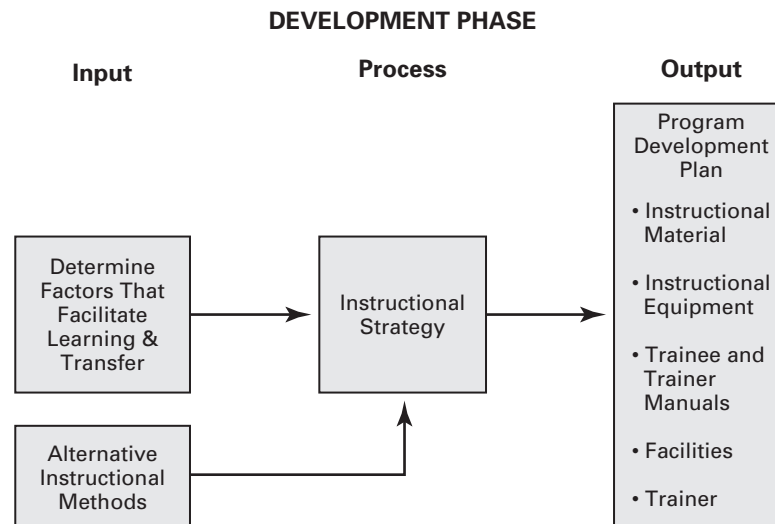 DEVELOPMENT PHASE
Input
Process
Output
Determine
Factors That
Facilitate
Learning &
Transfer
Alternative
Instructional
Methods
Instructional
Strategy
Program
Development
Plan
• Instructional
Material
• Instructional
Equipment
• Trainee and
Trainer
Manuals
• Facilities
• Trainer